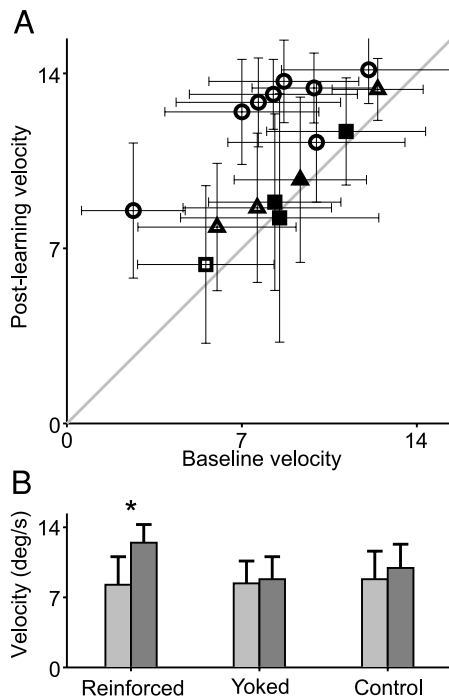 A
Post-learning velocity
14
7
0
0
7
14
Baseline velocity
B
Velocity (deg/s)
14
7
0
*
Reinforced
Yoked
Control